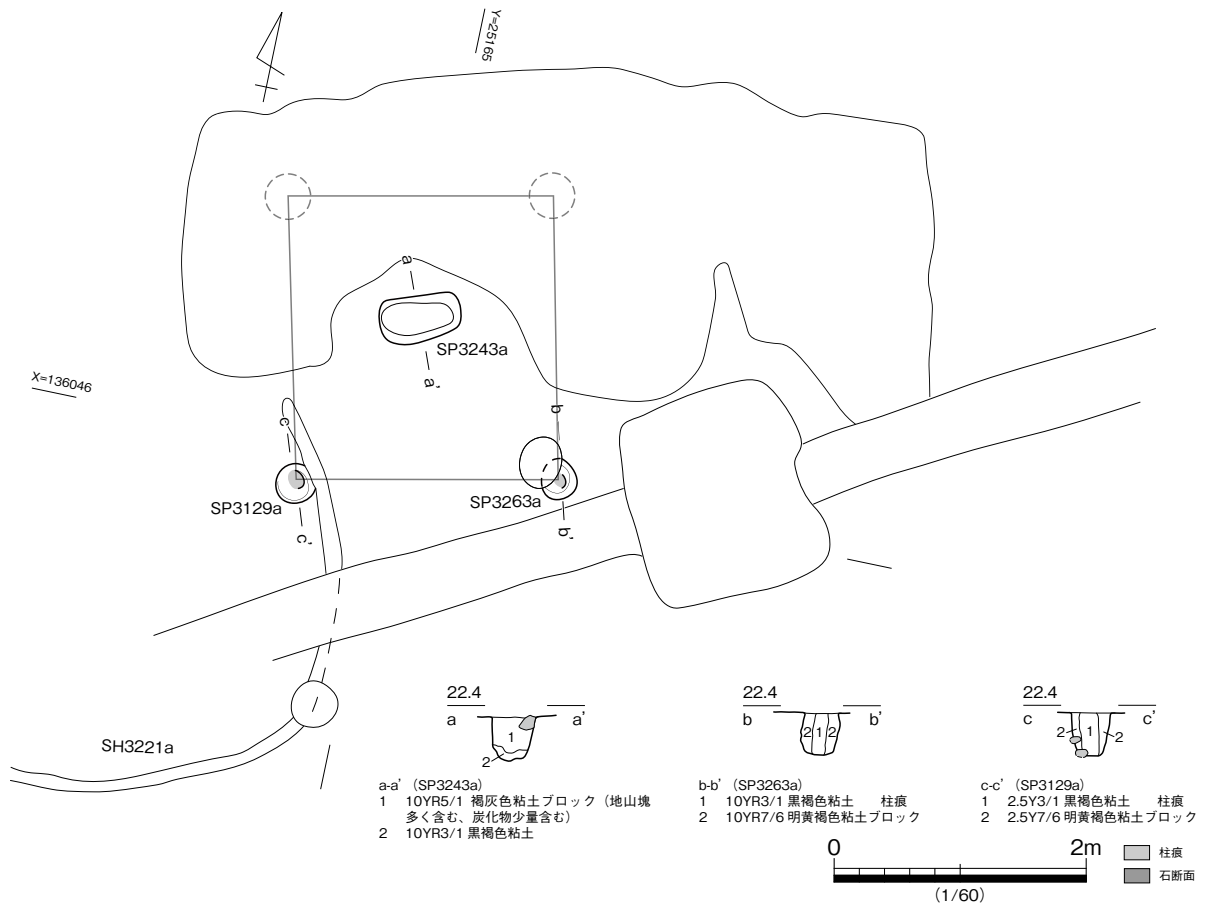 Y=25165
a
SP3243a
a'
X=136046
b
c
SP3129a
SP3263a
c'
b'
SH3221a
22.4
a a'
1
2
22.4
b b'
2 1 2
22.4
c c'
2 1 2
a-a' (SP3243a)
1 10YR5/1 褐灰色粘土ブロック（地山塊
多く含む、炭化物少量含む）
2 10YR3/1 黒褐色粘土
b-b' (SP3263a)
1 10YR3/1 黒褐色粘土 柱痕
2 10YR7/6 明黄褐色粘土ブロック
c-c' (SP3129a)
1 2.5Y3/1 黒褐色粘土 柱痕
2 2.5Y7/6 明黄褐色粘土ブロック
0 2m
(1/60)
柱痕
石断面